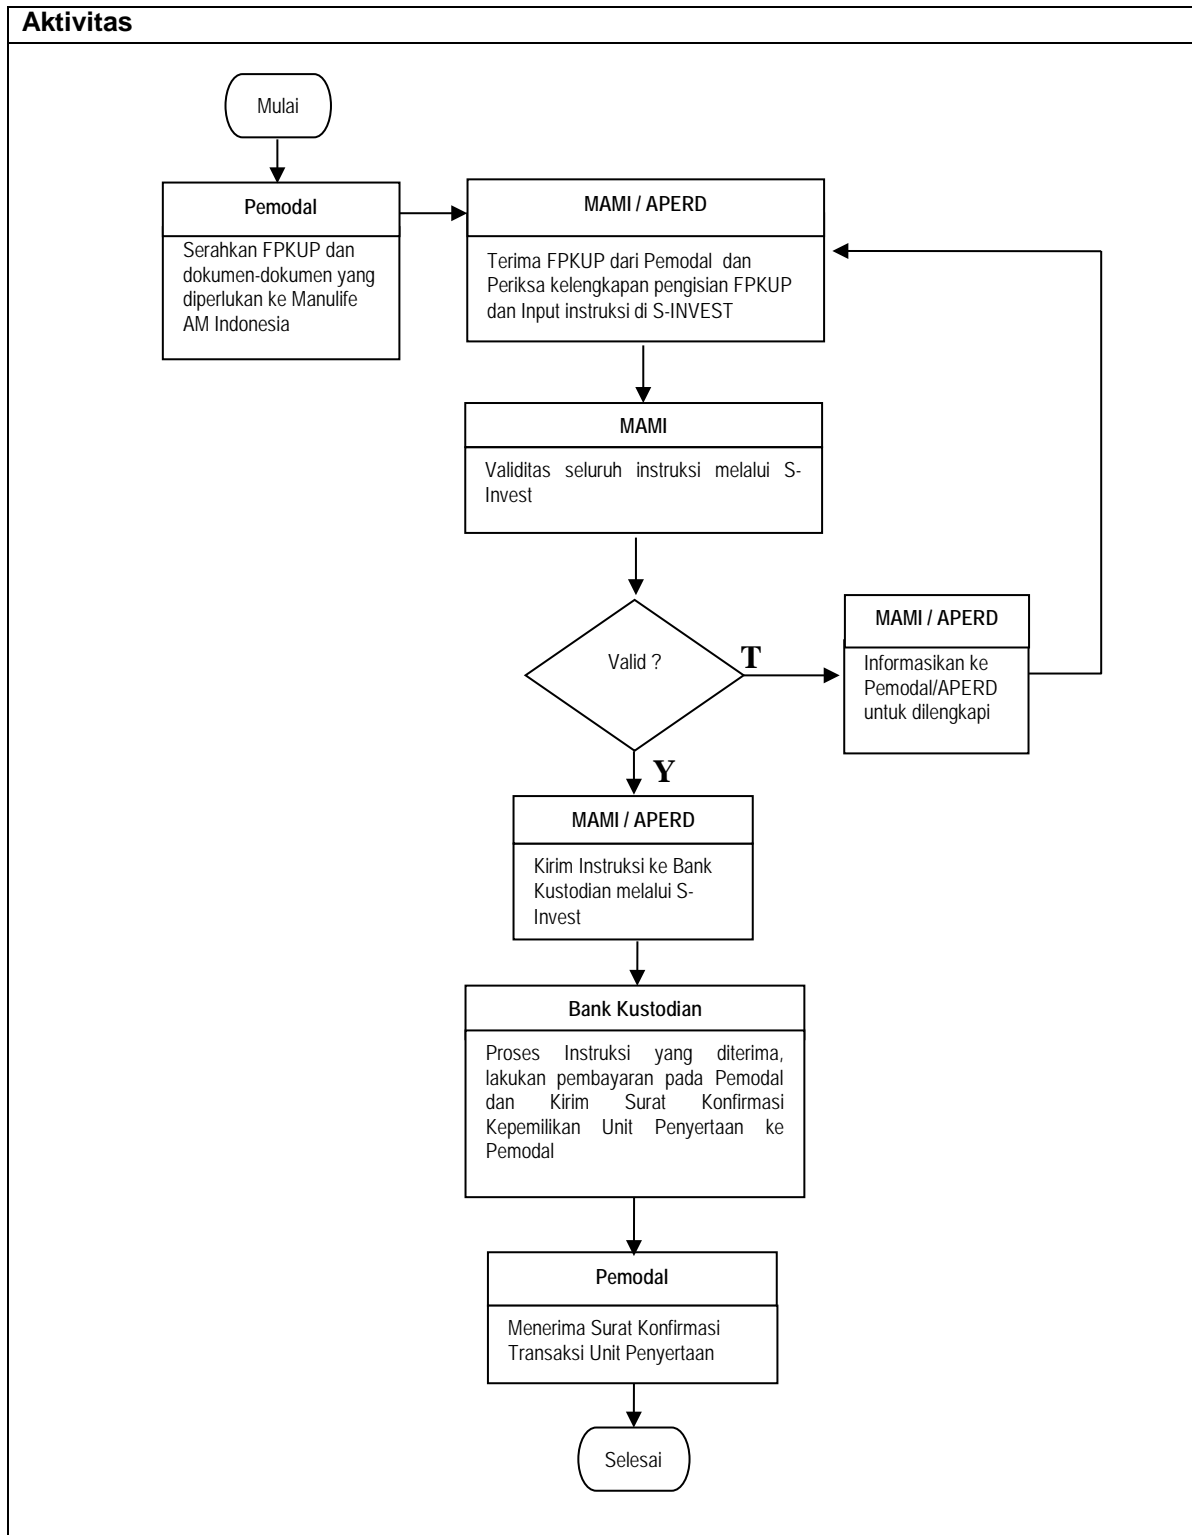 Aktivitas
Mulai
Pemodal
Serahkan FPKUP dan
dokumen-dokumen yang
diperlukan ke Manulife
AM Indonesia
MAMI / APERD
Terima FPKUP dari Pemodal dan
Periksa kelengkapan pengisian FPKUP
dan Input instruksi di S-INVEST
MAMI
Validitas seluruh instruksi melalui S-
Invest
Valid ?
T
MAMI / APERD
Informasikan ke
Pemodal/APERD
untuk dilengkapi
Y
MAMI / APERD
Kirim Instruksi ke Bank
Kustodian melalui S-
Invest
Bank Kustodian
Proses Instruksi yang diterima,
lakukan pembayaran pada Pemodal
dan Kirim Surat Konfirmasi
Kepemilikan Unit Penyertaan ke
Pemodal
Pemodal
Menerima Surat Konfirmasi
Transaksi Unit Penyertaan
Selesai